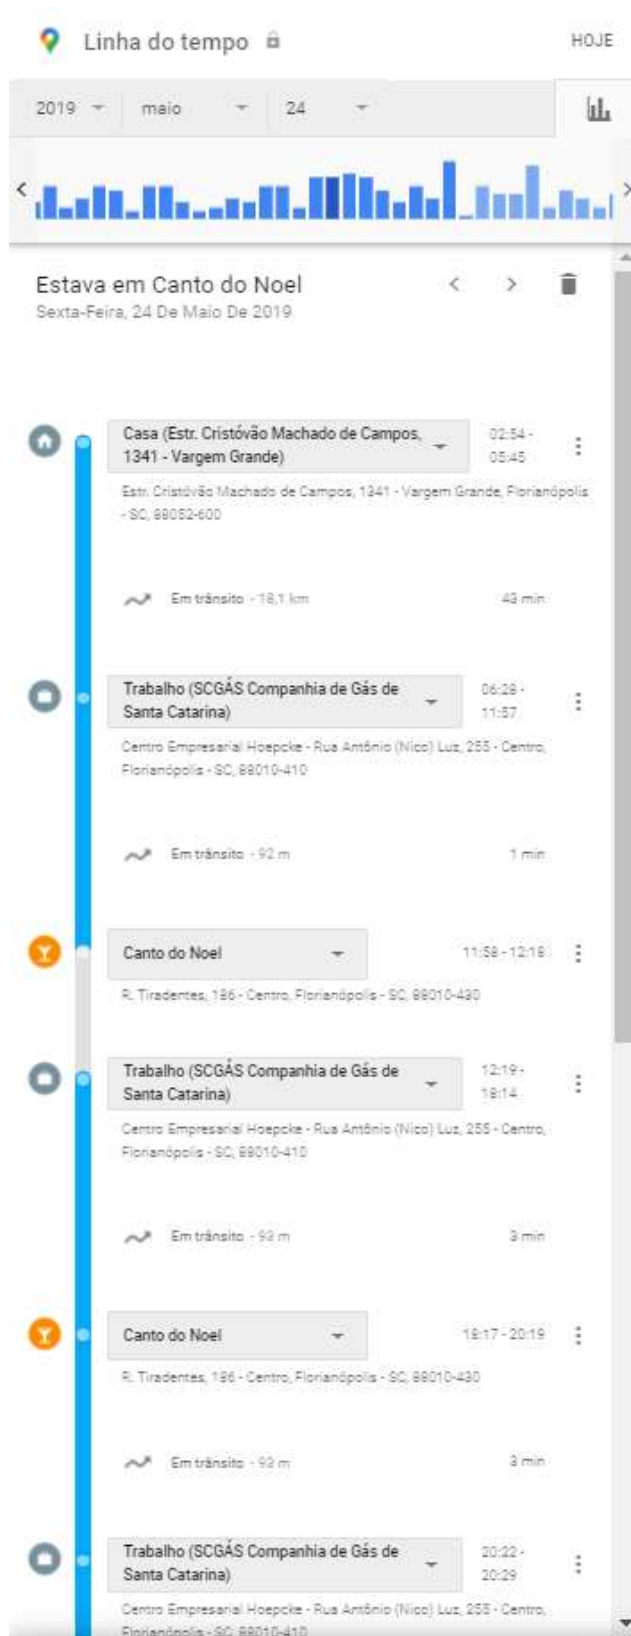 Linha do tempo
HOJE
2019
maio
24
Estava em Canto do Noel
Sexta-Feira, 24 De Maio De 2019
Casa (Estr. Cristóvão Machado de Campos,
1341 - Vargem Grande)
02:54 -
05:45
Estr. Cristóvão Machado de Campos, 1341 - Vargem Grande, Florianópolis
- SC, 88052-600
Em trânsito - 18,1 km
43 min
Trabalho (SCGÁS Companhia de Gás de
Santa Catarina)
06:28 -
11:57
Centro Empresarial Hoepcke - Rua Antônio (Nico) Luz, 255 - Centro,
Florianópolis - SC, 88010-410
Em trânsito - 92 m
1 min
Canto do Noel
11:58 - 12:18
R. Tiradentes, 186 - Centro, Florianópolis - SC, 88010-430
Trabalho (SCGÁS Companhia de Gás de
Santa Catarina)
12:19 -
18:14
Centro Empresarial Hoepcke - Rua Antônio (Nico) Luz, 255 - Centro,
Florianópolis - SC, 88010-410
Em trânsito - 93 m
3 min
Canto do Noel
18:17 - 20:19
R. Tiradentes, 186 - Centro, Florianópolis - SC, 88010-430
Em trânsito - 93 m
3 min
Trabalho (SCGÁS Companhia de Gás de
Santa Catarina)
20:22 -
20:29
Centro Empresarial Hoepcke - Rua Antônio (Nico) Luz, 255 - Centro,
Florianópolis - SC, 88010-410